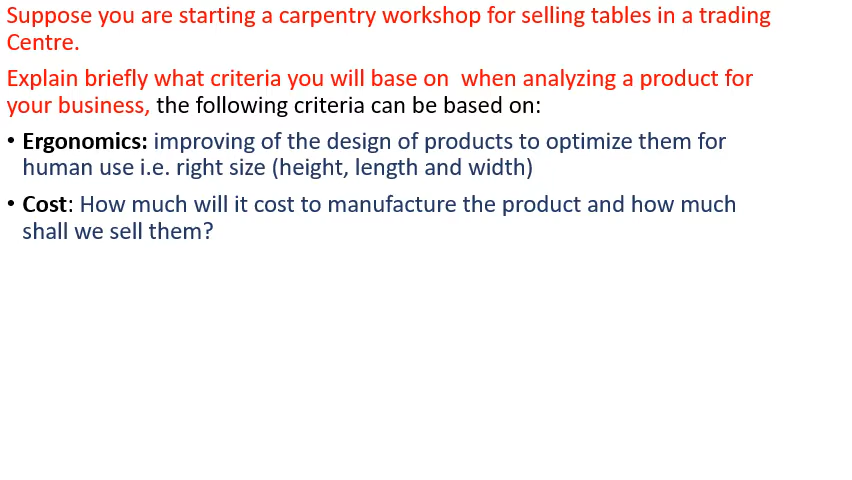 Suppose you are starting a carpentry workshop for selling tables in a trading
Centre.
Explain briefly what criteria you will base on  when analyzing a product for
your business, the following criteria can be based on:
• Ergonomics: improving of the design of products to optimize them for
human use i.e. right size (height, length and width)
• Cost: How much will it cost to manufacture the product and how much
shall we sell them?